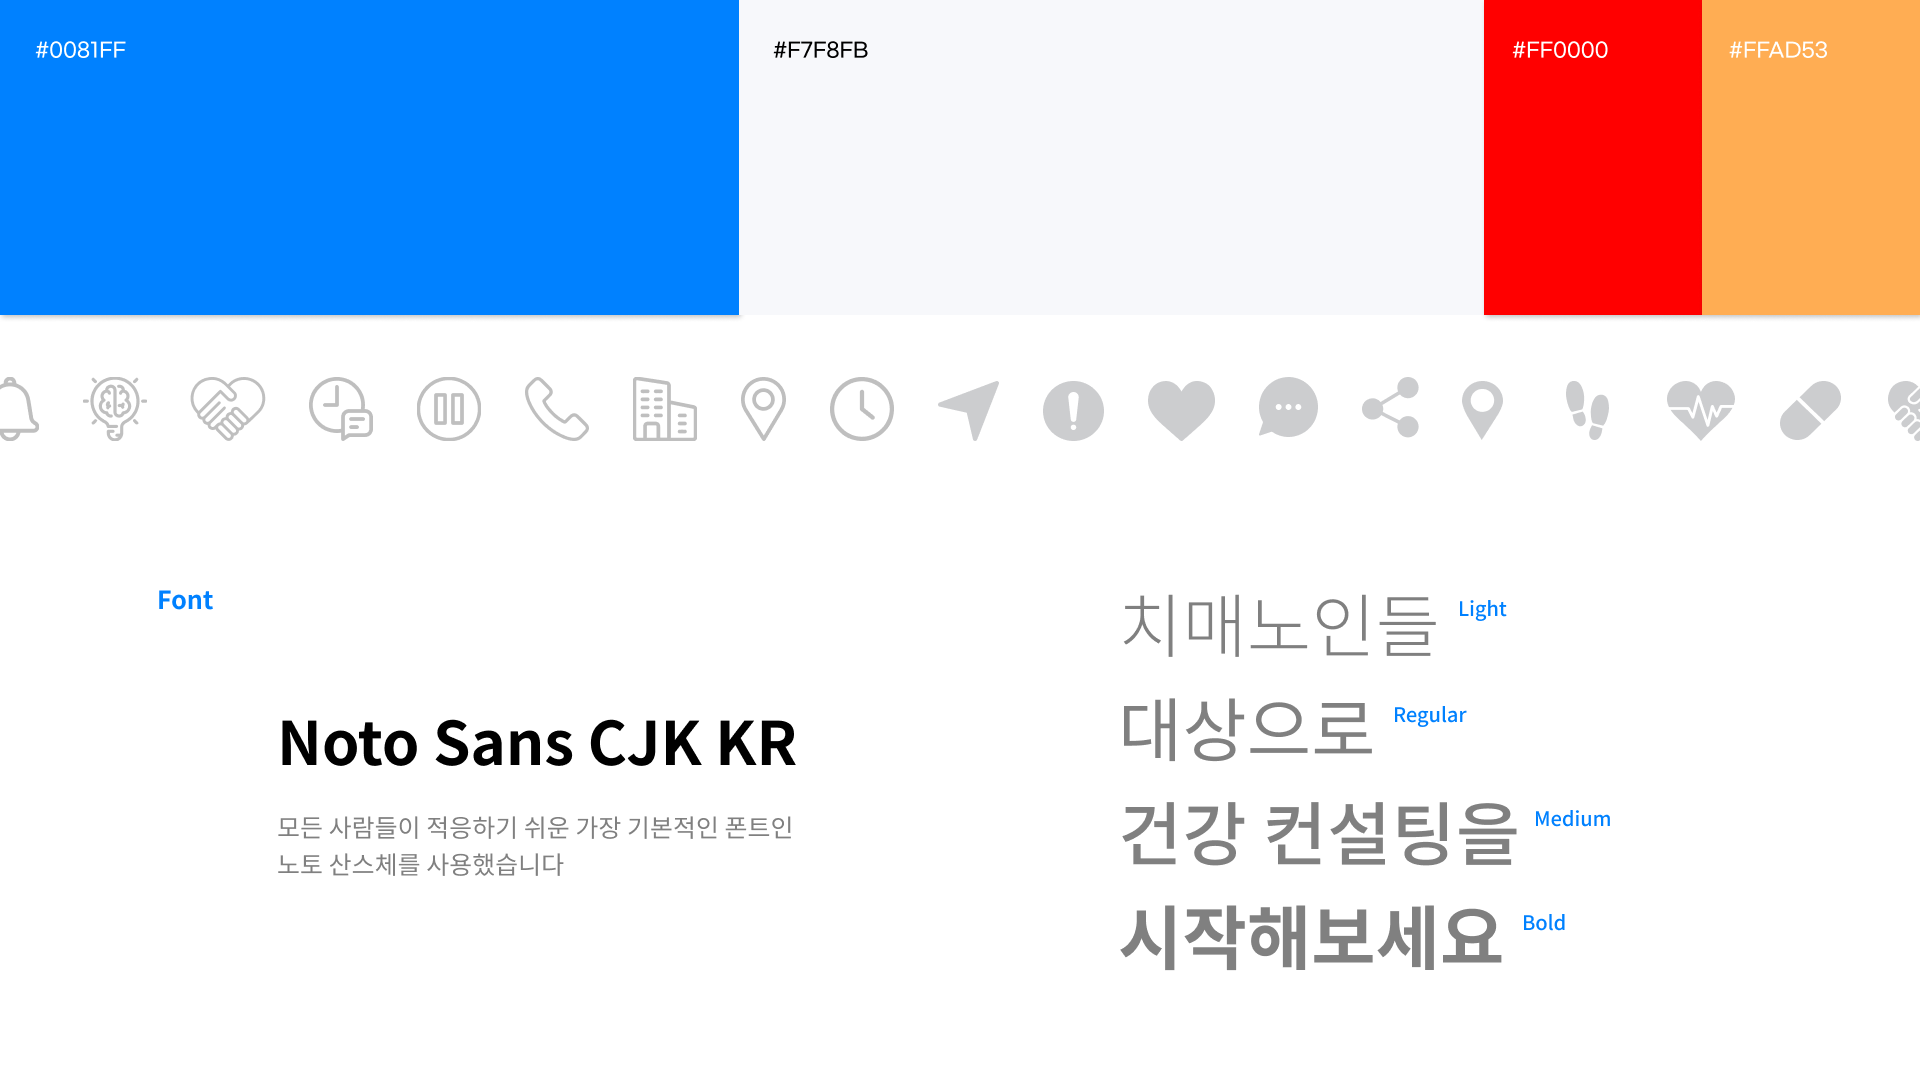 #0081FF
#F7F8FB
#FF0000
#FFAD53
Font
Noto Sans CJK KR
모든 사람들이 적응하기 쉬운 가장 기본적인 폰트인
노토 산스체를 사용했습니다
치매노인들 Light
대상으로 Regular
건강 컨설팅을 Medium
시작해보세요 Bold